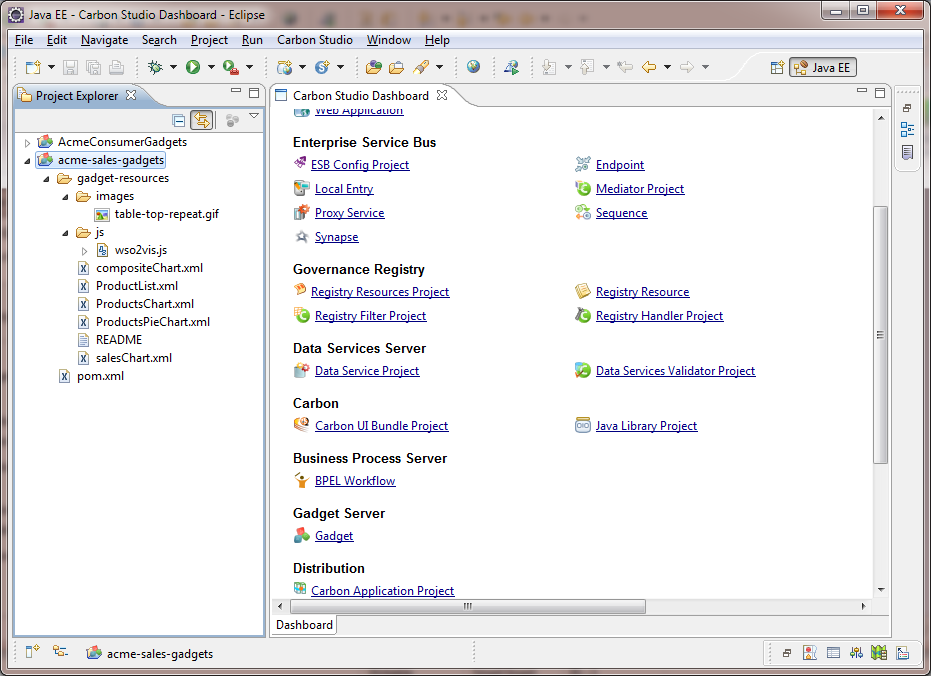 Java EE - Carbon Studio Dashboard - Eclipse
File Edit Navigate Search Project Run Carbon Studio Window Help
Java EE
Project Explorer
AcmeConsumerGadgets
acme-sales-gadgets
gadget-resources
images
table-top-repeat.gif
js
wso2vis.js
compositeChart.xml
ProductList.xml
ProductsChart.xml
ProductsPieChart.xml
README
salesChart.xml
pom.xml
Carbon Studio Dashboard
Web Application
Enterprise Service Bus
ESB Config Project Endpoint
Local Entry Mediator Project
Proxy Service Sequence
Synapse
Governance Registry
Registry Resources Project Registry Resource
Registry Filter Project Registry Handler Project
Data Services Server
Data Service Project Data Services Validator Project
Carbon
Carbon UI Bundle Project Java Library Project
Business Process Server
BPEL Workflow
Gadget Server
Gadget
Distribution
Carbon Application Project
Dashboard
acme-sales-gadgets